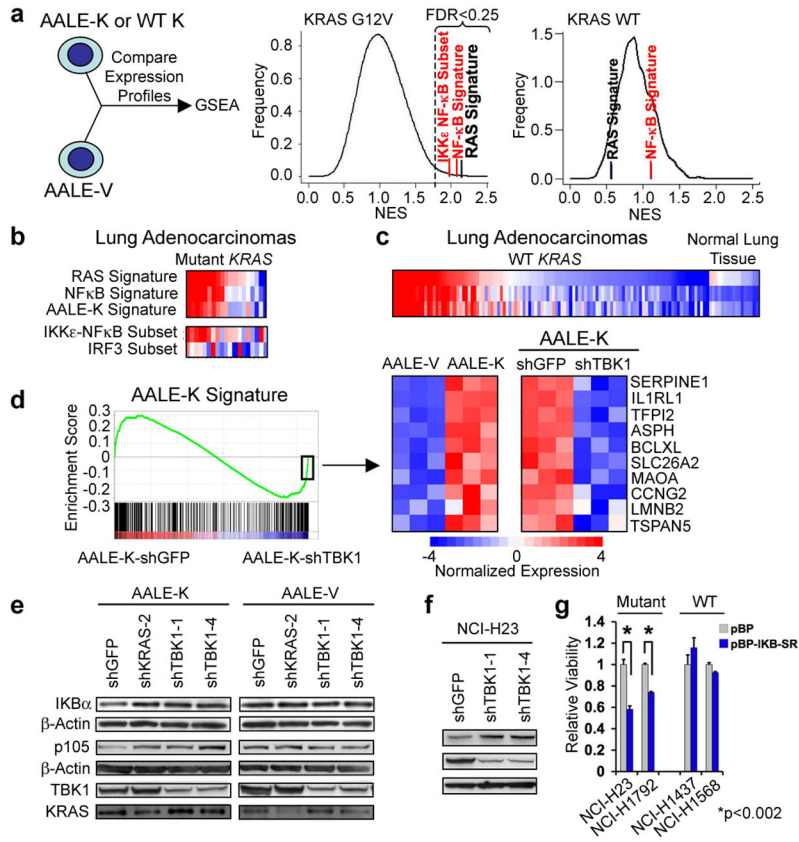 a
AALE-K or WT K
Compare
Expression
Profiles
GSEA
AALE-V
KRAS G12V
FDR<0.25
Frequency
0.8
0.6
0.4
0.2
0.0
IKKε NF-κB Subset
NF-κB Signature
RAS Signature
0.0 0.5 1.0 1.5 2.0 2.5
NES
KRAS WT
Freqency
1.5
1.0
0.5
0.0
RAS Signature
NF-κB Signature
0.0 0.5 1.0 1.5 2.0 2.5
NES
b
Lung Adenocarcinomas
Mutant KRAS
RAS Signature
NFκB Signature
AALE-K Signature
IKKε-NFκB Subset
IRF3 Subset
c
Lung Adenocarcinomas
WT KRAS
Normal Lung
Tissue
d
AALE-K Signature
Enrichment Score
0.3
0.2
0.1
0
-0.1
-0.2
-0.3
AALE-K-shGFP
AALE-K-shTBK1
AALE-K
AALE-V AALE-K shGFP shTBK1
SERPINE1
IL1RL1
TFPI2
ASPH
BCLXL
SLC26A2
MAOA
CCNG2
LMNB2
TSPAN5
-4 0 4
Normalized Expression
e
AALE-K
AALE-V
shGFP
shKRAS-2
shTBK1-1
shTBK1-4
shGFP
shKRAS-2
shTBK1-1
shTBK1-4
IKBα
β-Actin
p105
β-Actin
TBK1
KRAS
f
NCI-H23
shGFP
shTBK1-1
shTBK1-4
g
Mutant
WT
pBP
pBP-IKB-SR
* *
Relative Viability
1.4
1.2
1
0.8
0.6
0.4
0.2
0
NCI-H23
NCI-H1792
NCI-H1437
NCI-H1568
*p<0.002